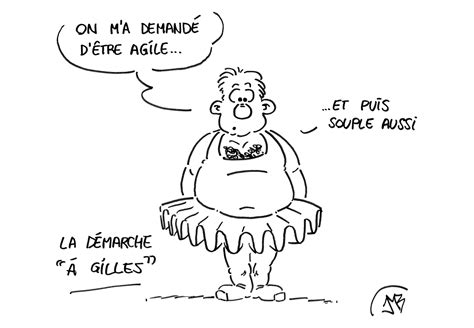 ON M'A DEMANDÉ
D'ÊTRE AGILE...
...ET PUIS
SOUPLE AUSSI
LA DÉMARCHE
"À GILLES"